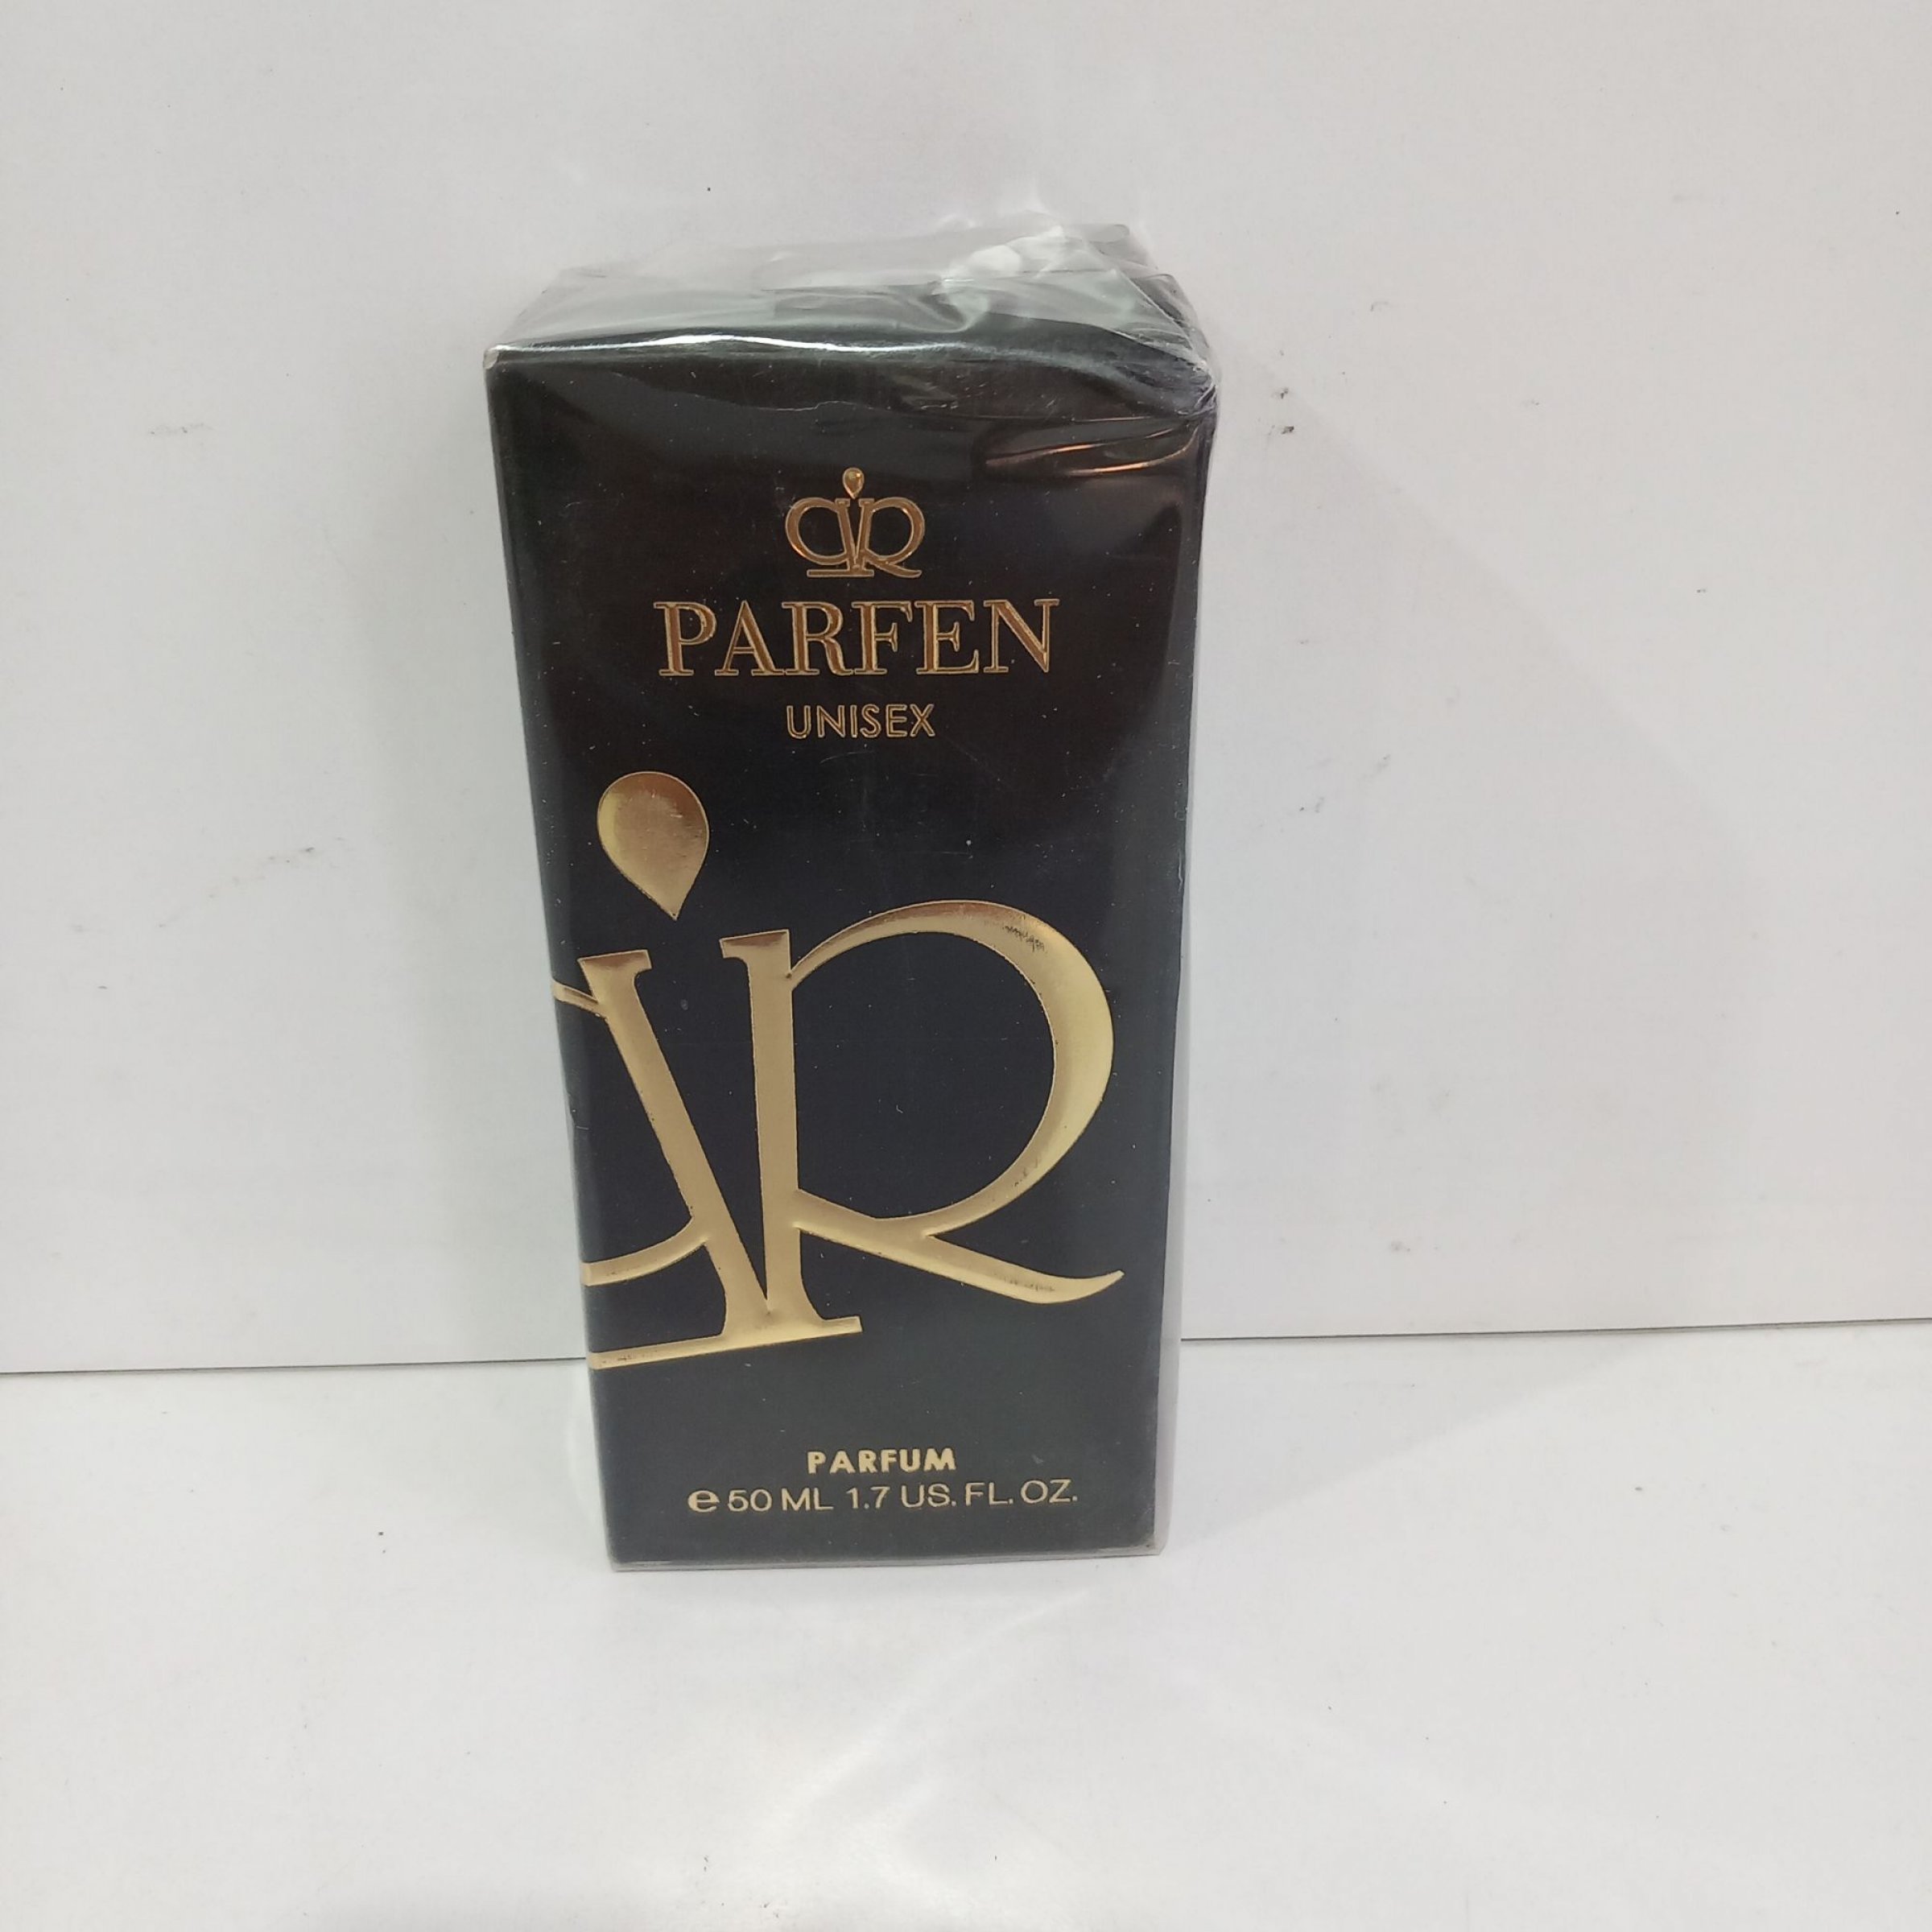 PARFEN
UNISEX
PARFUM
℮ 50 ML 1.7 US. FL. OZ.